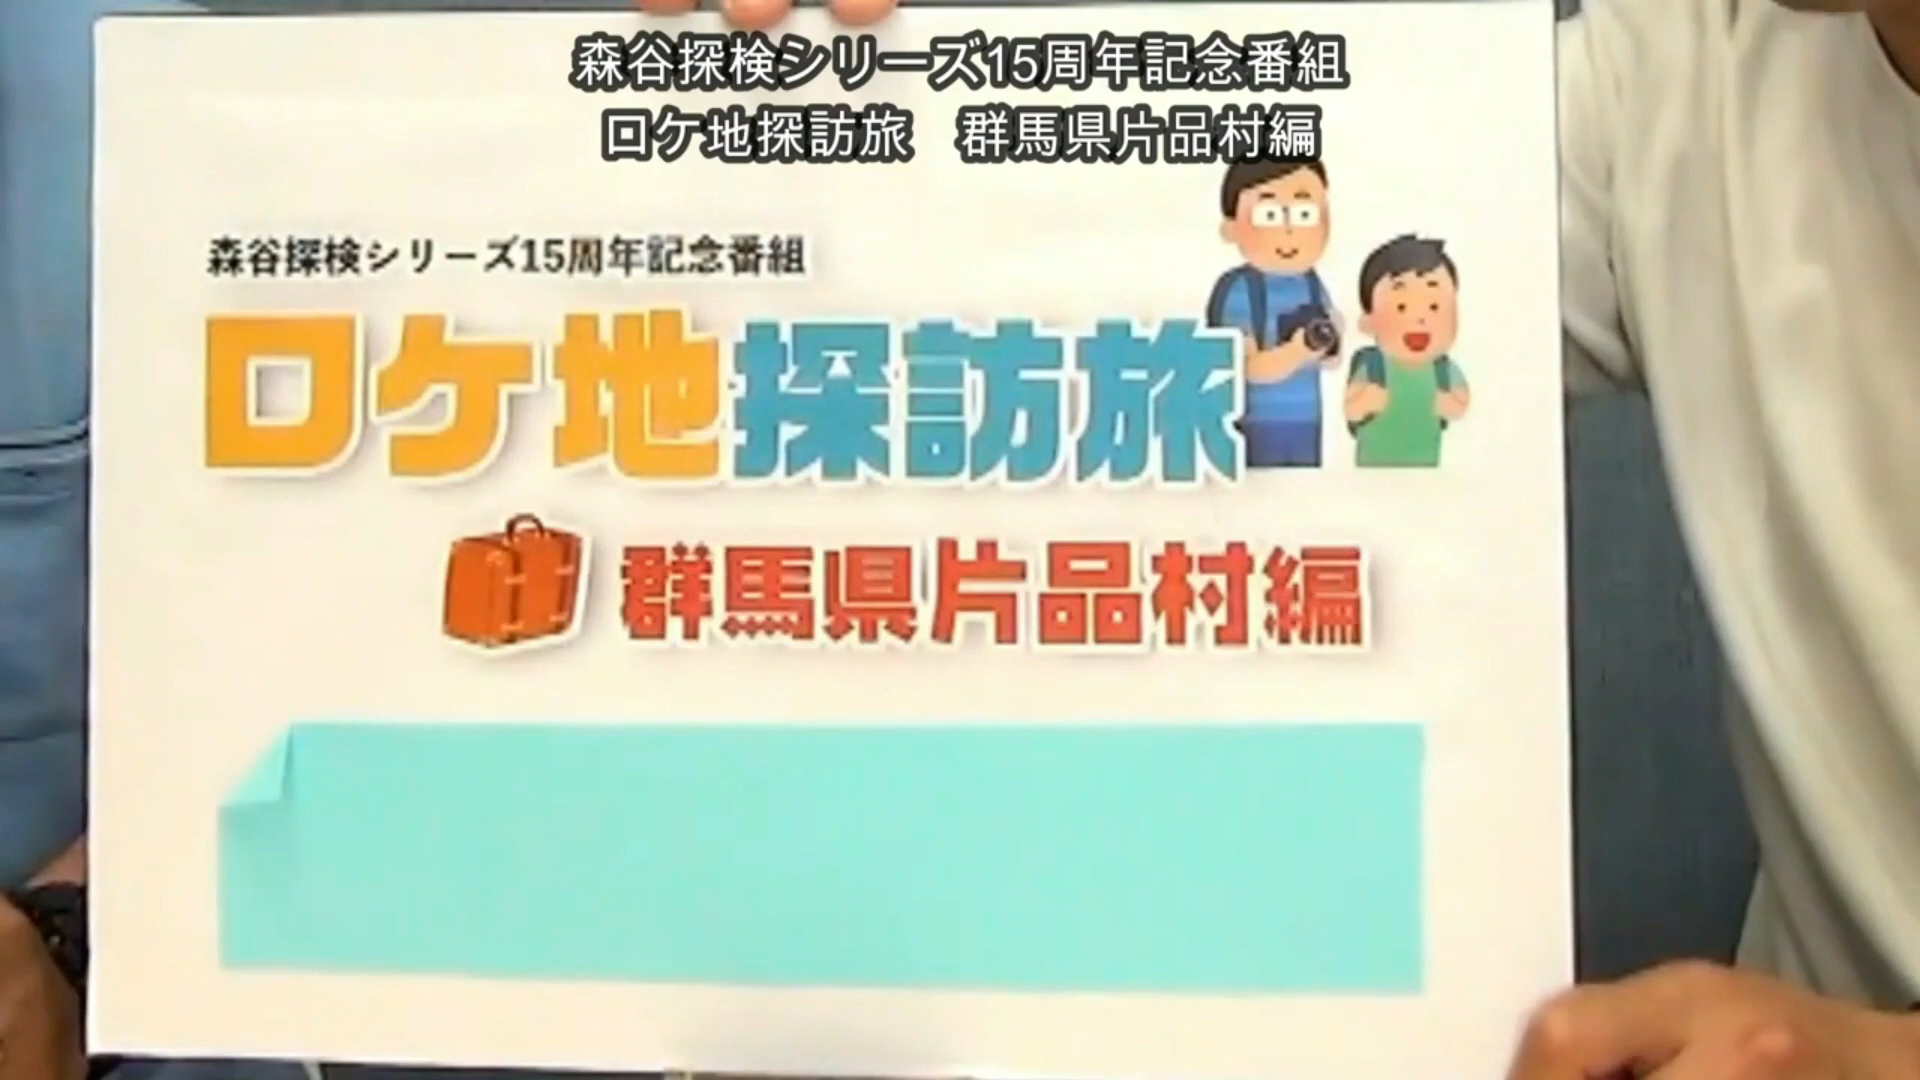 森谷探検シリーズ15周年記念番組
ロケ地探訪旅　群馬県片品村編
森谷探検シリーズ15周年記念番組
ロケ地探訪旅
群馬県片品村編